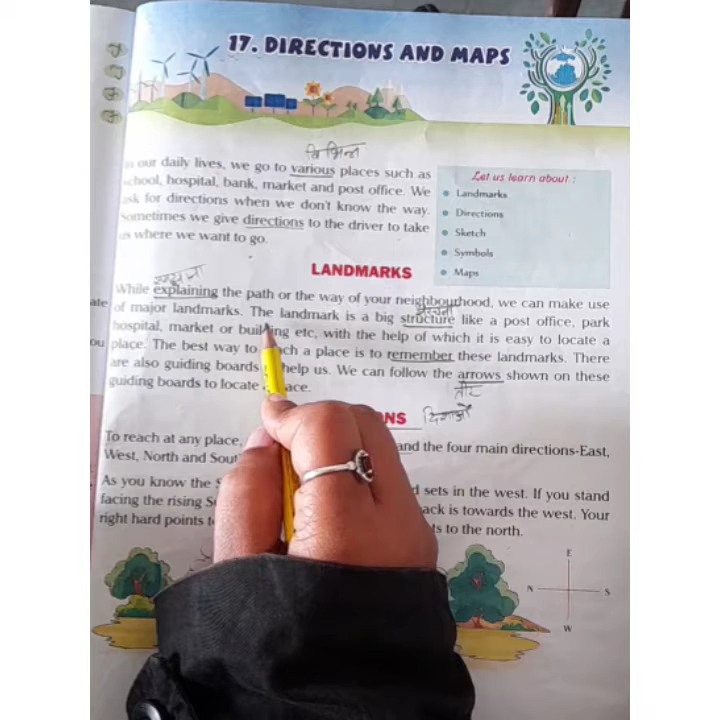 17. DIRECTIONS AND MAPS
विभिन्न
in our daily lives, we go to various places such as
school, hospital, bank, market and post office. We
ask for directions when we don't know the way.
Sometimes we give directions to the driver to take
us where we want to go.
Let us learn about :
Landmarks
Directions
Sketch
Symbols
Maps
LANDMARKS
While explaining the path or the way of your neighbourhood, we can make use
of major landmarks. The landmark is a big structure like a post office, park
संरचना
hospital, market or building etc, with the help of which it is easy to locate a
place. The best way to reach a place is to remember these landmarks. There
are also guiding boards help us. We can follow the arrows shown on these
guiding boards to locate place.
तीर
ONS दिशाओं
To reach at any place, and the four main directions-East,
West, North and Sout
As you know the S d sets in the west. If you stand
facing the rising S ack is towards the west. Your
right hard points t ts to the north.
E
N S
W
ate
ou